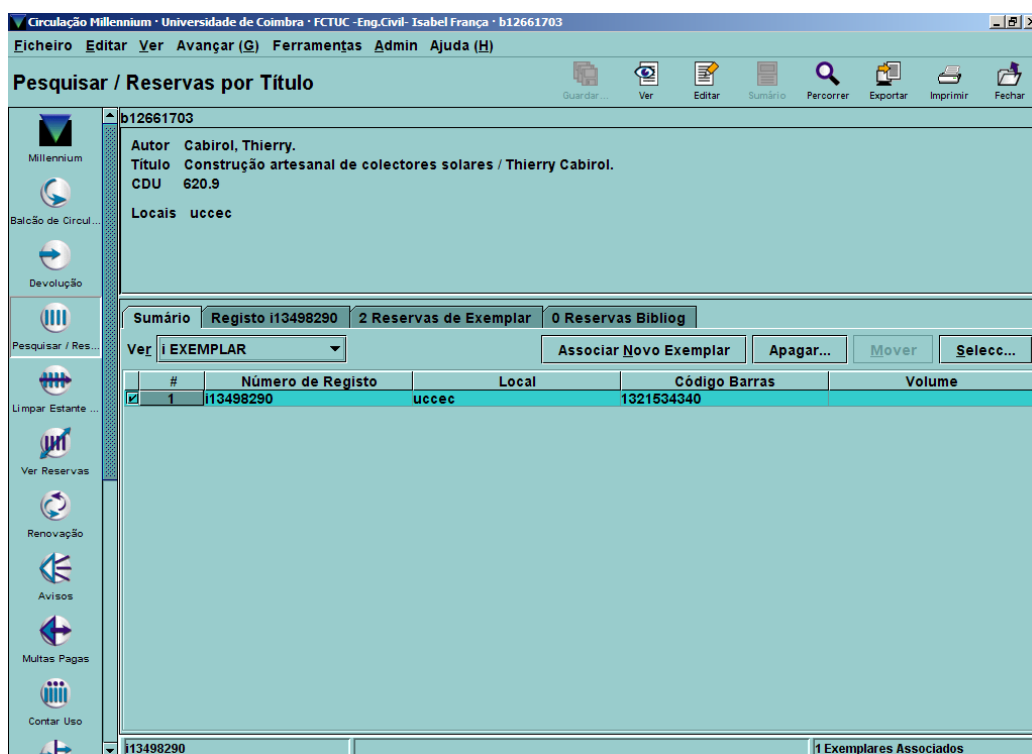 Circulação Millennium · Universidade de Coimbra · FCTUC -Eng.Civil- Isabel França · b12661703
Ficheiro Editar Ver Avançar (G) Ferramentas Admin Ajuda (H)
Pesquisar / Reservas por Título
Guardar... Ver Editar Sumário Percorrer Exportar Imprimir Fechar
Millennium
Balcão de Circul...
Devolução
Pesquisar / Res...
Limpar Estante ...
Ver Reservas
Renovação
Avisos
Multas Pagas
Contar Uso
b12661703
Autor Cabirol, Thierry.
Título Construção artesanal de colectores solares / Thierry Cabirol.
CDU 620.9
Locais uccec
Sumário Registo i13498290 2 Reservas de Exemplar 0 Reservas Bibliog
Ver i EXEMPLAR Associar Novo Exemplar Apagar... Mover Selecc...
# Número de Registo Local Código Barras Volume
1 i13498290 uccec 1321534340
i13498290 1 Exemplares Associados